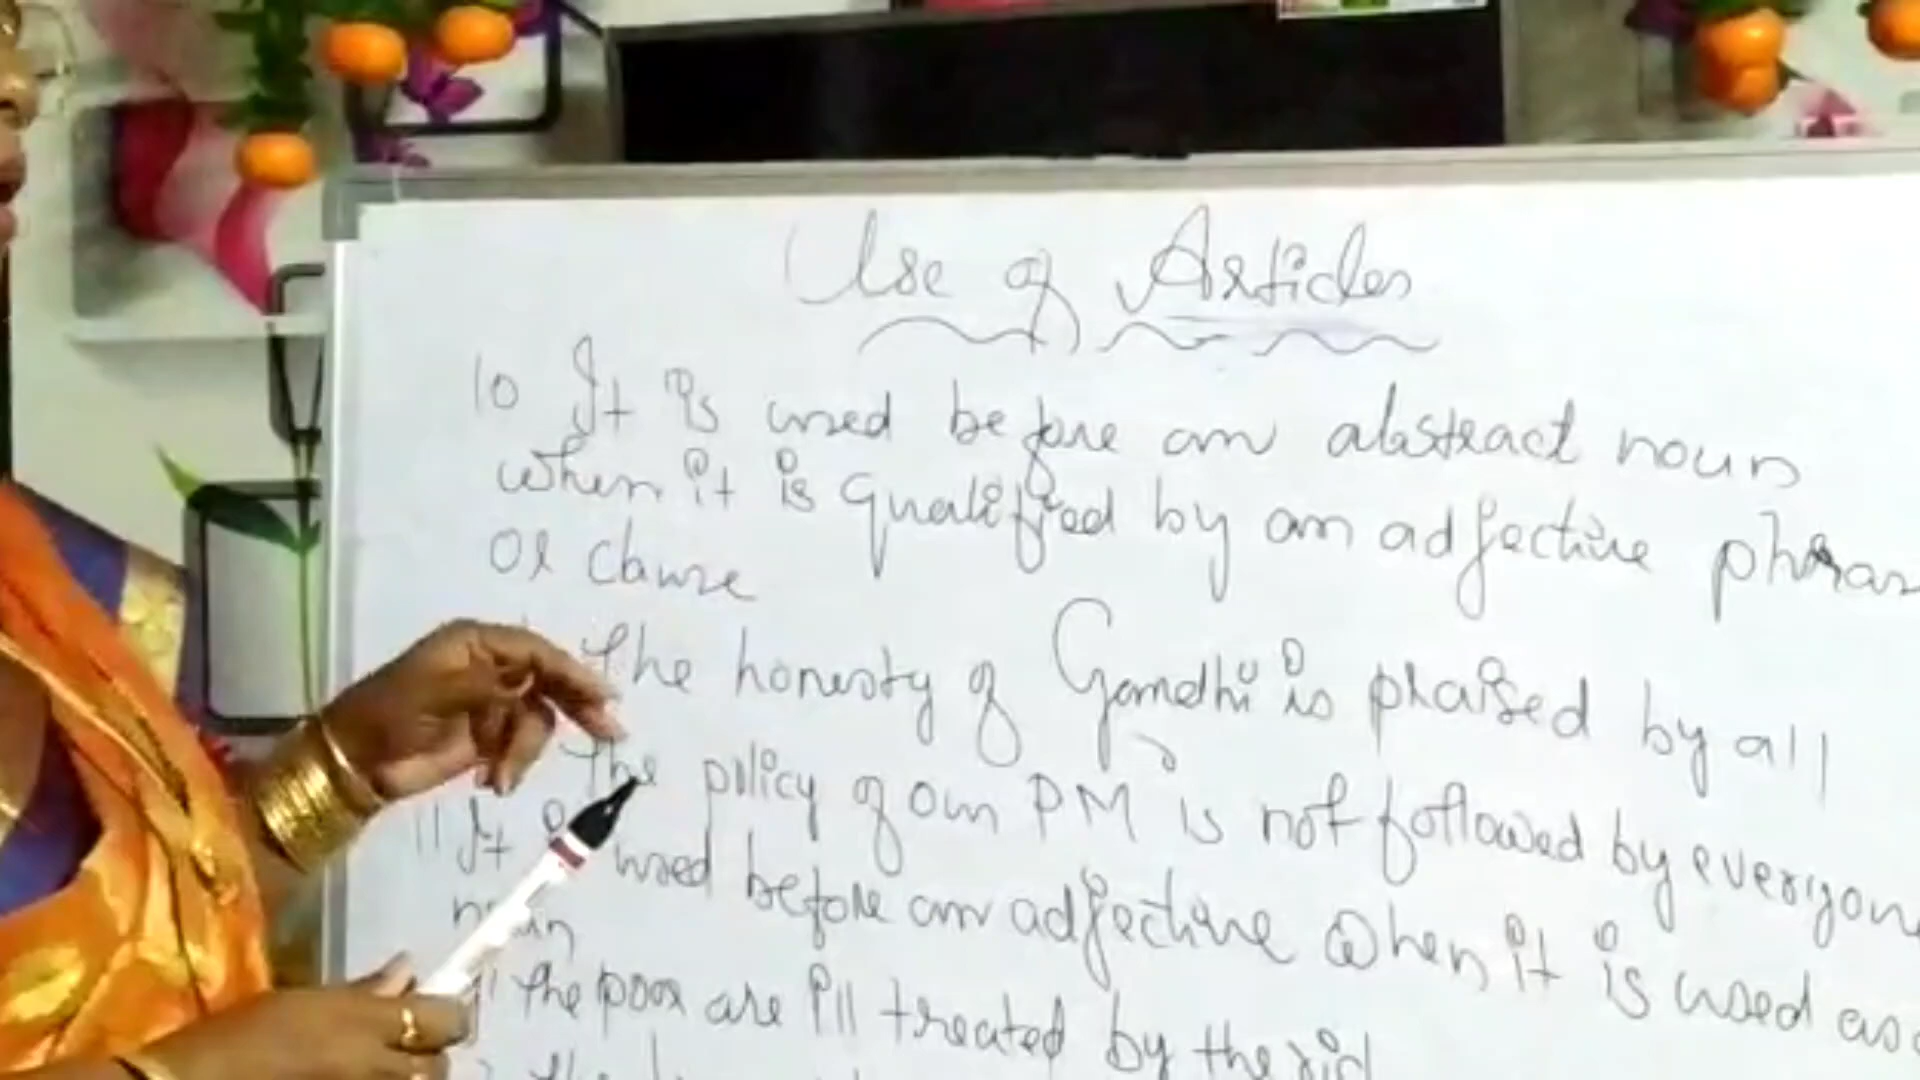 Use of Articles
10 It is used before an abstract noun
when it is qualified by an adjective phras
or clause
The honesty of Gandhi is praised by all
The policy of our PM is not followed by everyone
11 It is used before an adjective when it is used as a
noun
The poor are ill treated by the rich